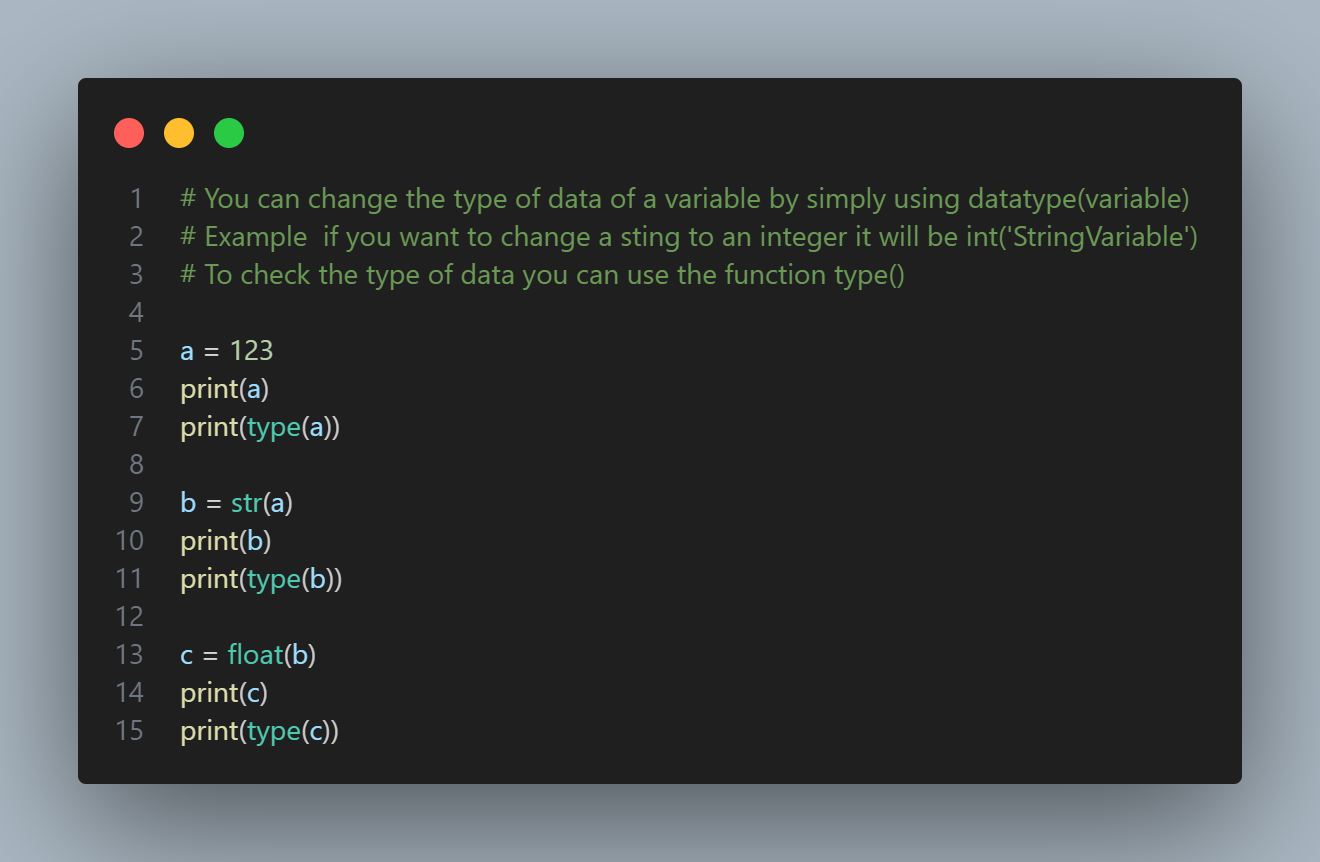 1 # You can change the type of data of a variable by simply using datatype(variable)
2 # Example  if you want to change a sting to an integer it will be int('StringVariable')
3 # To check the type of data you can use the function type()
4
5 a = 123
6 print(a)
7 print(type(a))
8
9 b = str(a)
10 print(b)
11 print(type(b))
12
13 c = float(b)
14 print(c)
15 print(type(c))